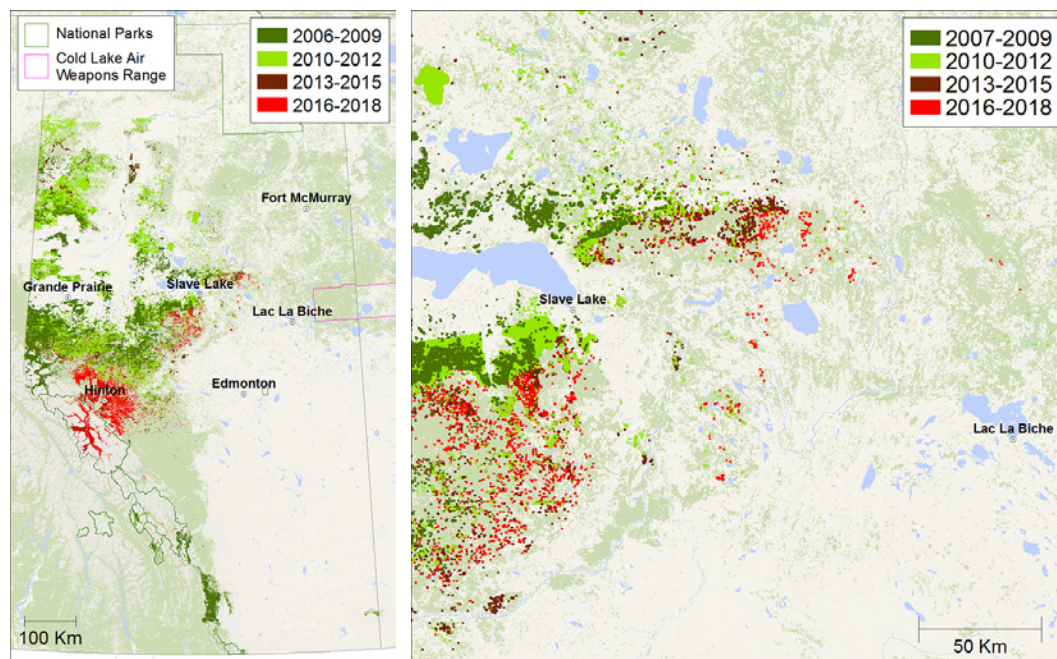 National Parks
Cold Lake Air
Weapons Range
2006-2009
2010-2012
2013-2015
2016-2018
Fort McMurray
Grande Prairie
Slave Lake
Lac La Biche
Hinton
Edmonton
100 Km
2007-2009
2010-2012
2013-2015
2016-2018
Slave Lake
Lac La Biche
50 Km